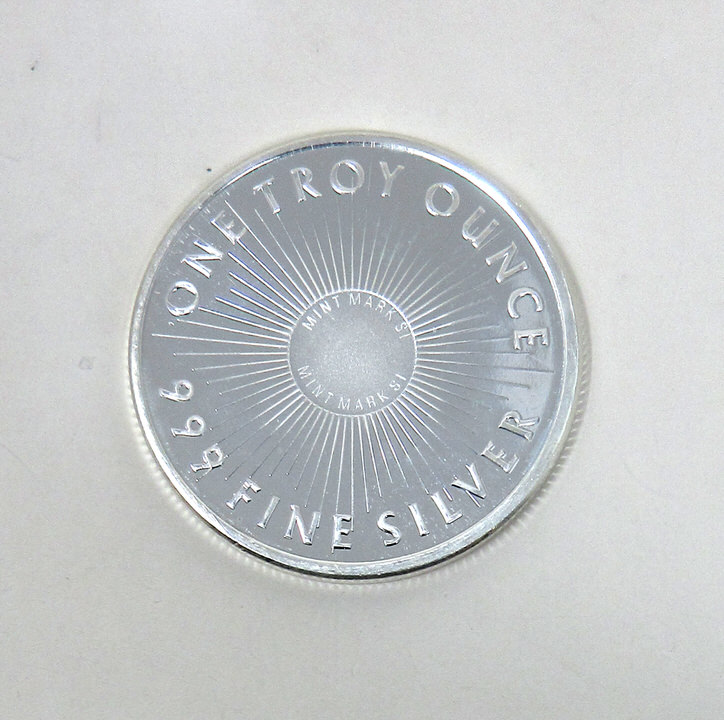 ONE TROY OUNCE
MINT MARK SI
MINT MARK SI
999 FINE SILVER